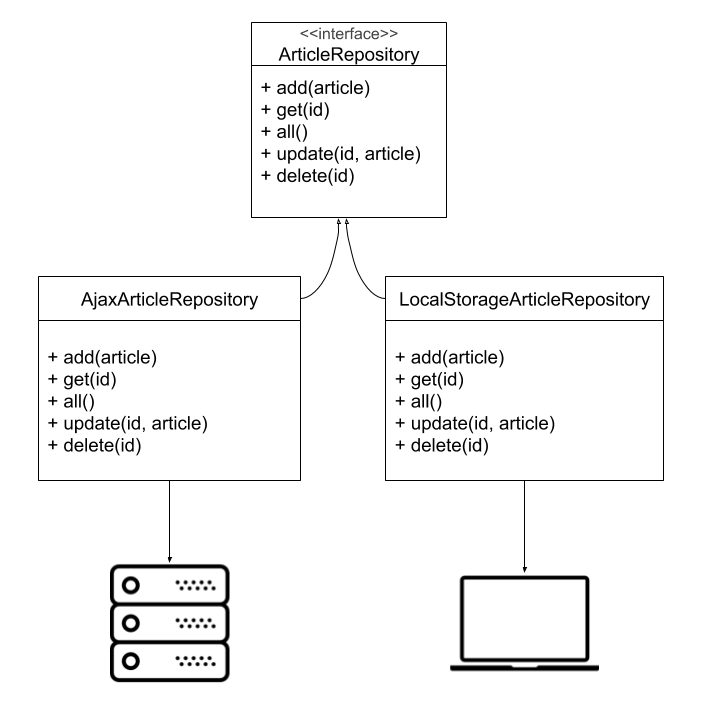 <<interface>>
ArticleRepository
+ add(article)
+ get(id)
+ all()
+ update(id, article)
+ delete(id)
AjaxArticleRepository
+ add(article)
+ get(id)
+ all()
+ update(id, article)
+ delete(id)
LocalStorageArticleRepository
+ add(article)
+ get(id)
+ all()
+ update(id, article)
+ delete(id)